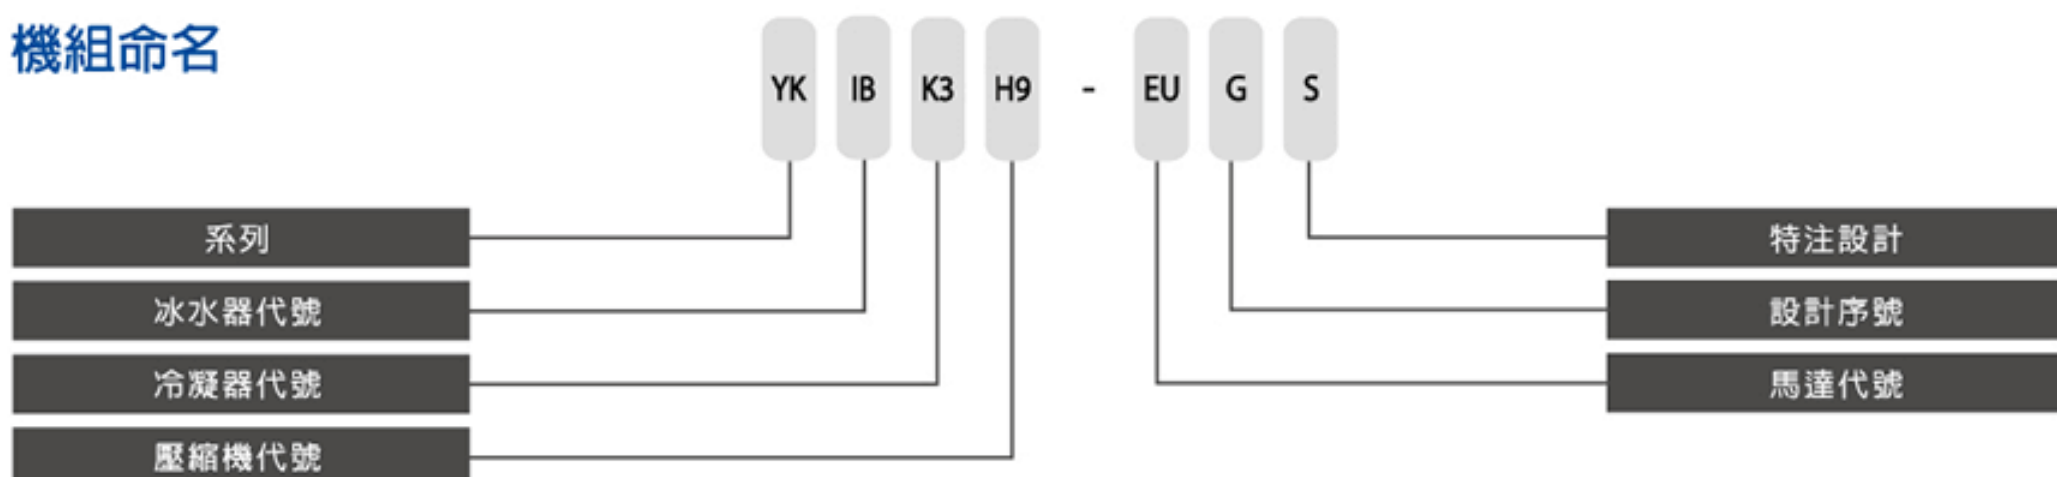 機組命名
YK IB K3 H9 - EU G S
系列
冰水器代號
冷凝器代號
壓縮機代號
特注設計
設計序號
馬達代號